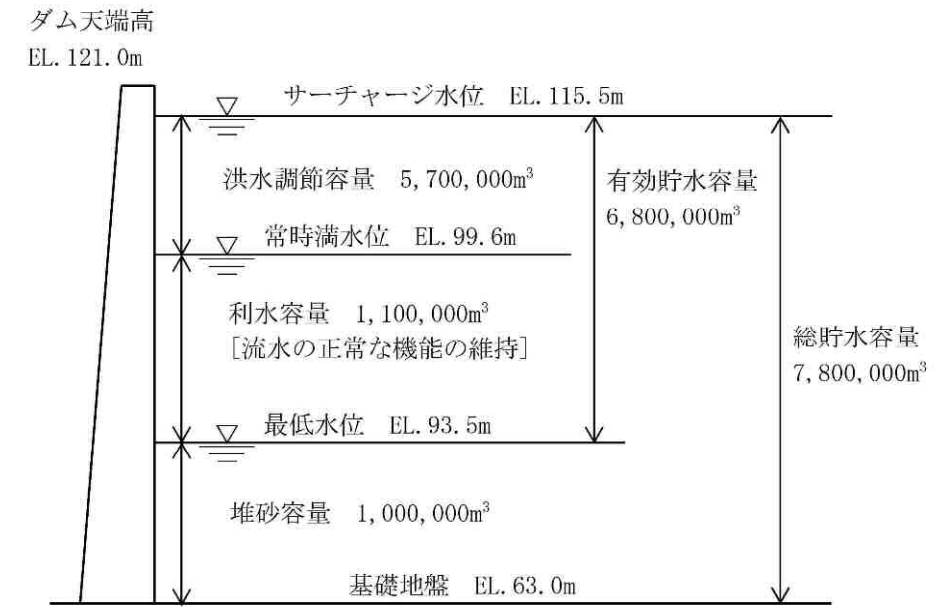 ダム天端高
EL.121.0m
サーチャージ水位 EL.115.5m
洪水調節容量 5,700,000m³
有効貯水容量
6,800,000m³
常時満水位 EL.99.6m
利水容量 1,100,000m³
[流水の正常な機能の維持]
総貯水容量
7,800,000m³
最低水位 EL.93.5m
堆砂容量 1,000,000m³
基礎地盤 EL.63.0m